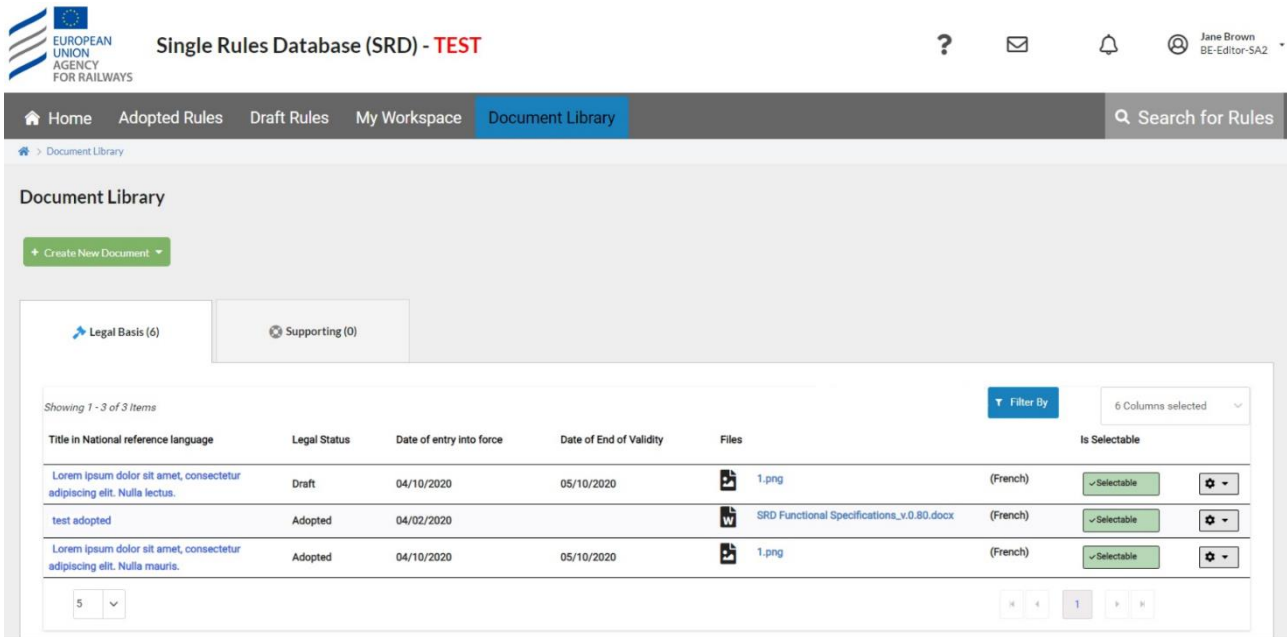 EUROPEAN
UNION
AGENCY
FOR RAILWAYS
Single Rules Database (SRD) - TEST
?
Jane Brown
BE-Editor-SA2
Home Adopted Rules Draft Rules My Workspace Document Library Search for Rules
> Document Library
Document Library
+ Create New Document
Legal Basis (6) Supporting (0)
Showing 1 - 3 of 3 Items Filter By 6 Columns selected
Title in National reference language Legal Status Date of entry into force Date of End of Validity Files Is Selectable
Lorem ipsum dolor sit amet, consectetur
adipiscing elit. Nulla lectus.
Draft 04/10/2020 05/10/2020 1.png (French) ✓Selectable
test adopted Adopted 04/02/2020 W SRD Functional Specifications_v.0.80.docx (French) ✓Selectable
Lorem ipsum dolor sit amet, consectetur
adipiscing elit. Nulla mauris.
Adopted 04/10/2020 05/10/2020 1.png (French) ✓Selectable
5 1